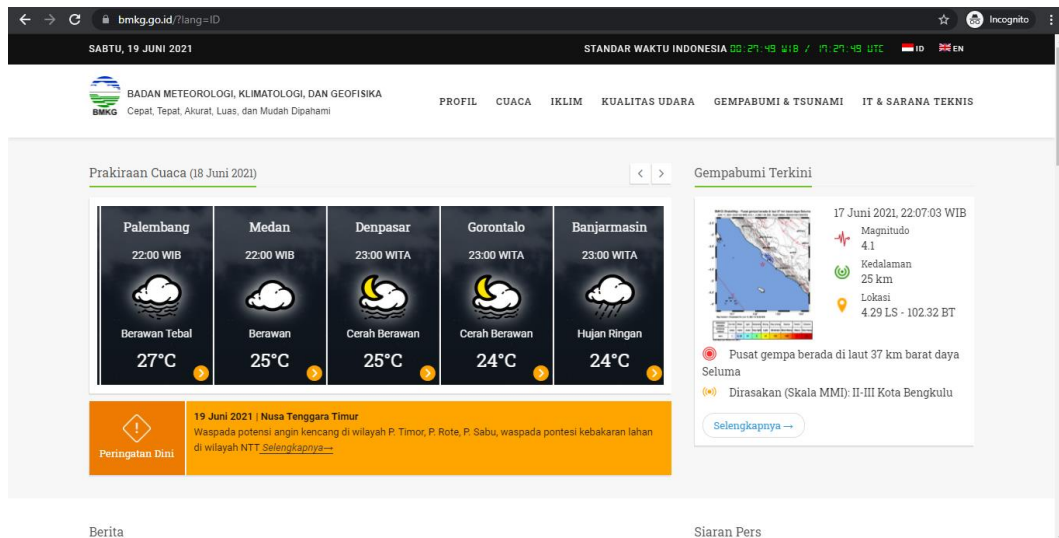 bmkg.go.id/?lang=ID
Incognito
SABTU, 19 JUNI 2021
STANDAR WAKTU INDONESIA 00:27:49 WIB / 17:27:49 UTC
ID
EN
BMKG
BADAN METEOROLOGI, KLIMATOLOGI, DAN GEOFISIKA
Cepat, Tepat, Akurat, Luas, dan Mudah Dipahami
PROFIL
CUACA
IKLIM
KUALITAS UDARA
GEMPABUMI & TSUNAMI
IT & SARANA TEKNIS
Prakiraan Cuaca (18 Juni 2021)
Palembang
22:00 WIB
Berawan Tebal
27°C
Medan
22:00 WIB
Berawan
25°C
Denpasar
23:00 WITA
Cerah Berawan
25°C
Gorontalo
23:00 WITA
Cerah Berawan
24°C
Banjarmasin
23:00 WITA
Hujan Ringan
24°C
Peringatan Dini
19 Juni 2021 | Nusa Tenggara Timur
Waspada potensi angin kencang di wilayah P. Timor, P. Rote, P. Sabu, waspada pontesi kebakaran lahan
di wilayah NTT Selengkapnya→
Gempabumi Terkini
17 Juni 2021, 22:07:03 WIB
Magnitudo
4.1
Kedalaman
25 km
Lokasi
4.29 LS - 102.32 BT
Pusat gempa berada di laut 37 km barat daya
Seluma
Dirasakan (Skala MMI): II-III Kota Bengkulu
Selengkapnya →
Berita
Siaran Pers